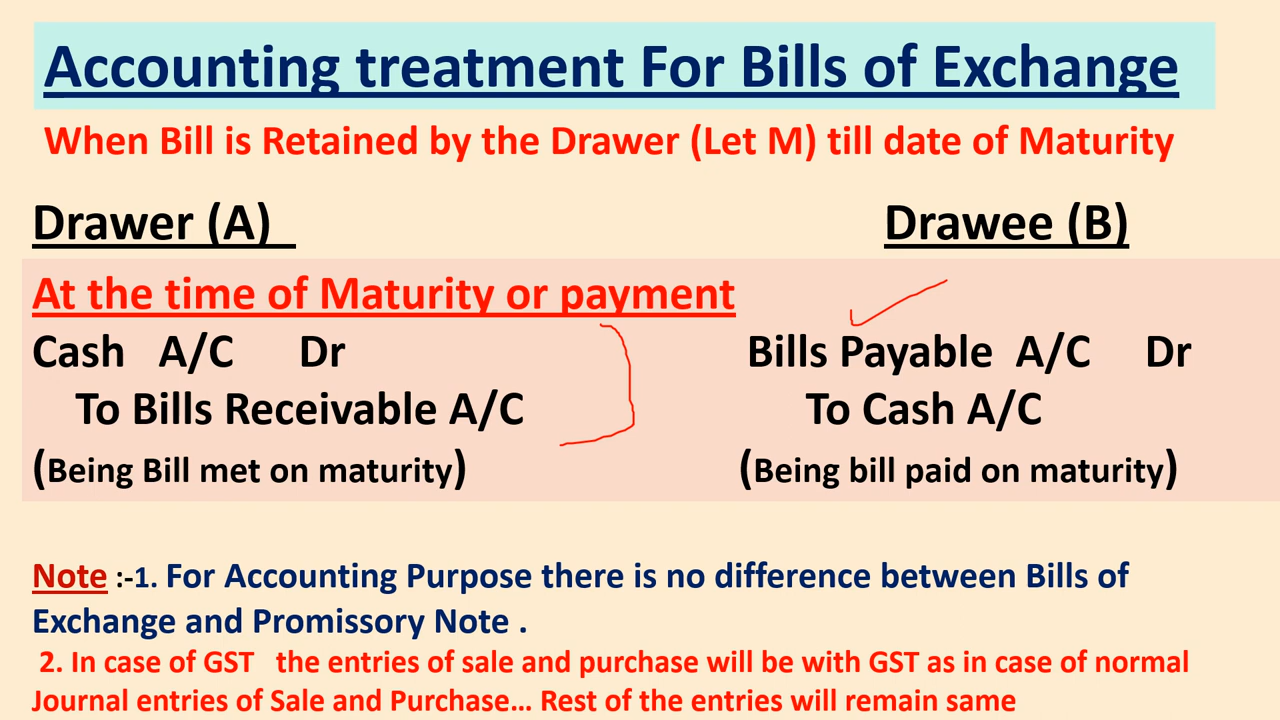 Accounting treatment For Bills of Exchange
When Bill is Retained by the Drawer (Let M) till date of Maturity
Drawer (A) Drawee (B)
At the time of Maturity or payment
Cash A/C Dr Bills Payable A/C Dr
To Bills Receivable A/C To Cash A/C
(Being Bill met on maturity) (Being bill paid on maturity)
Note :-1. For Accounting Purpose there is no difference between Bills of
Exchange and Promissory Note .
2. In case of GST the entries of sale and purchase will be with GST as in case of normal
Journal entries of Sale and Purchase... Rest of the entries will remain same